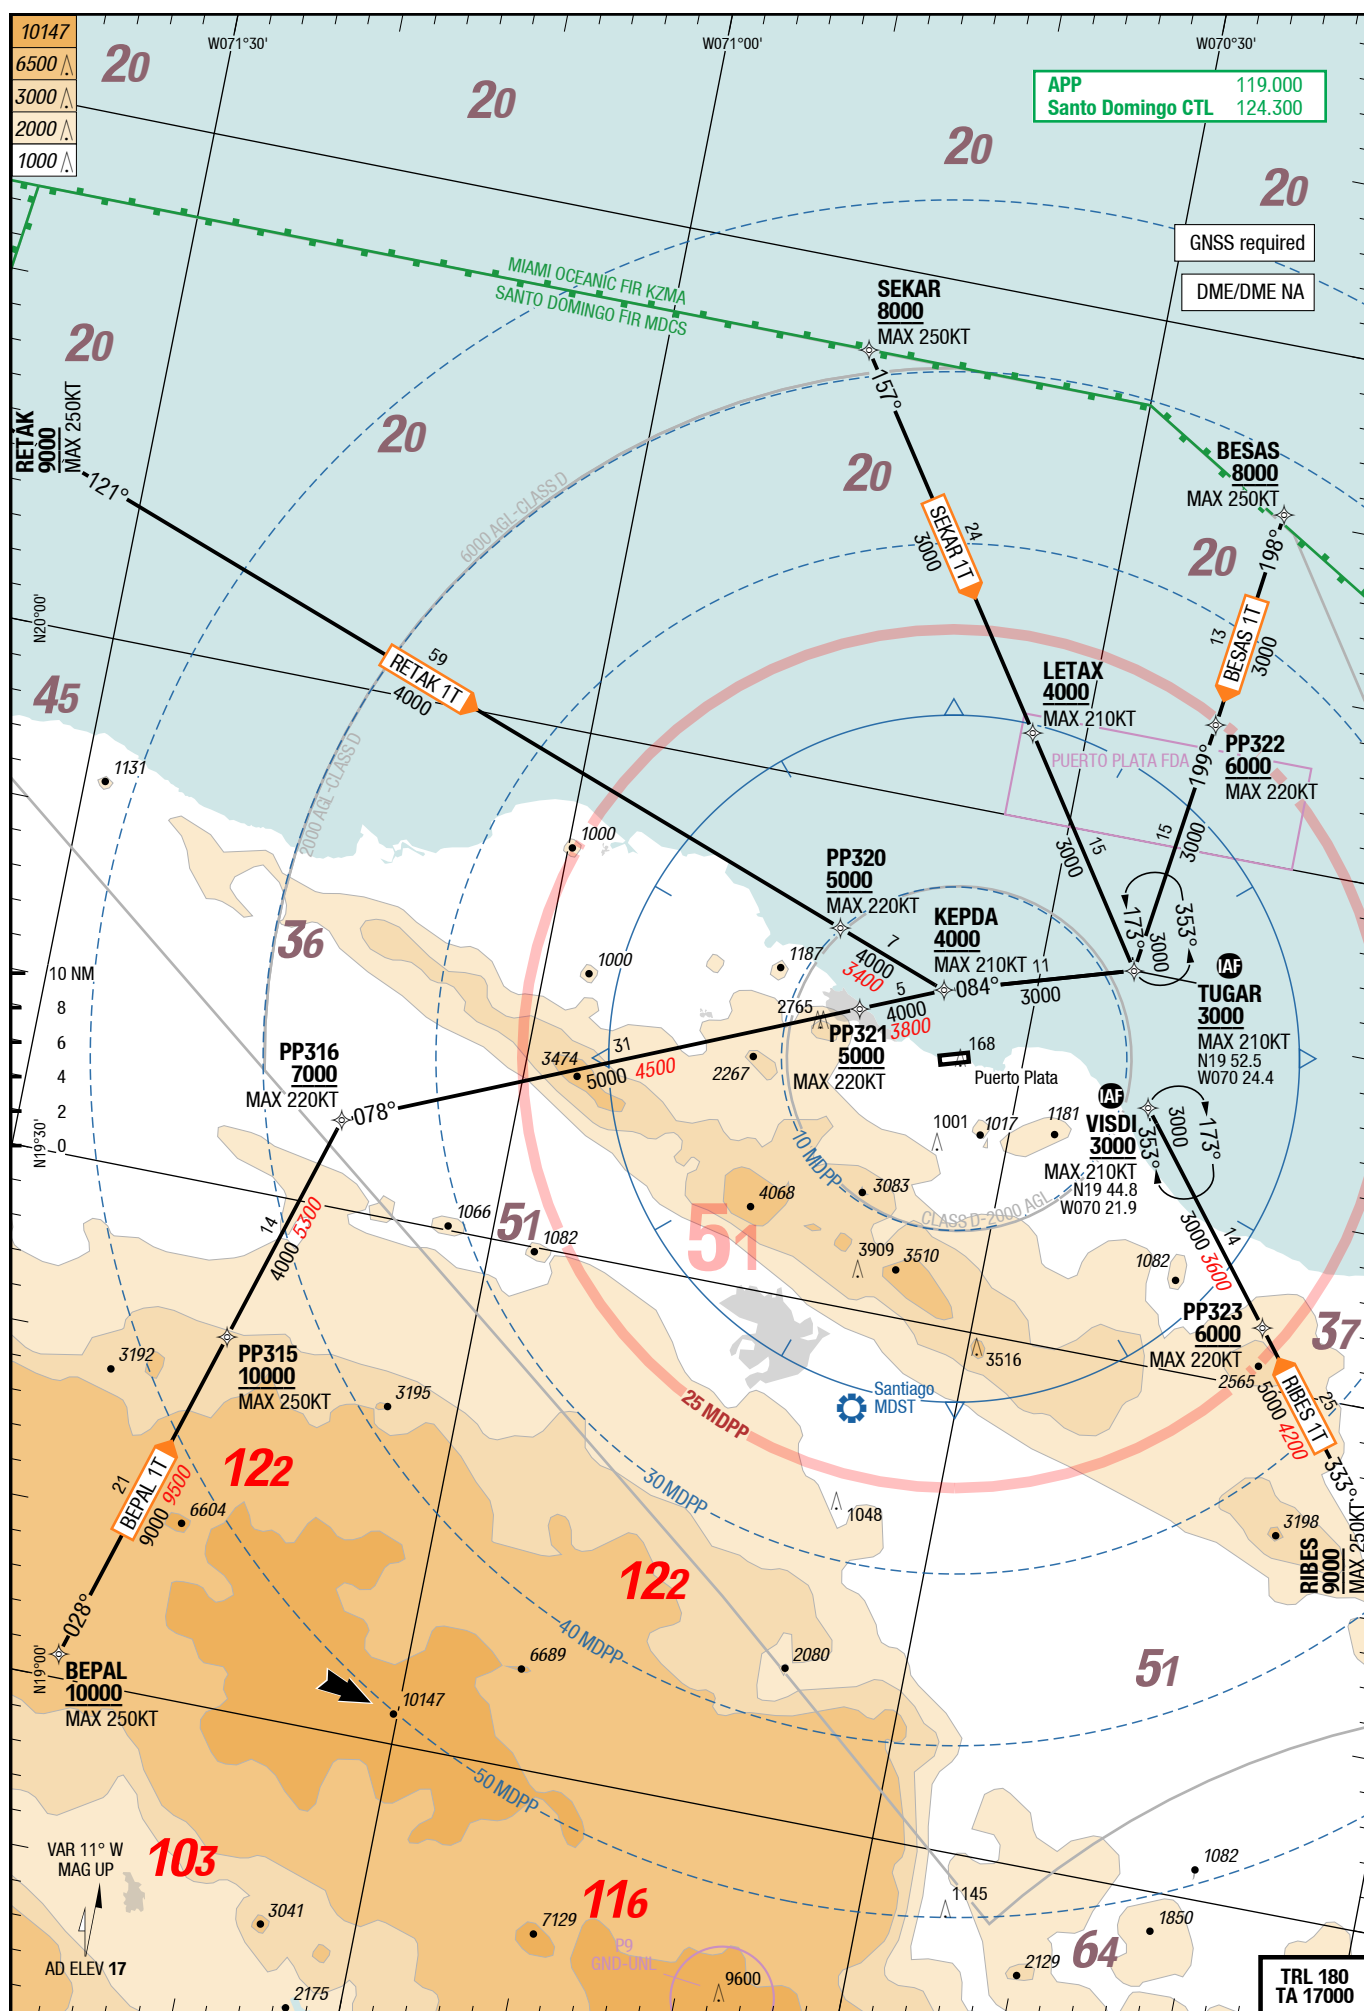 10147
6500
3000
2000
1000
W071°30'
W071°00'
W070°30'
20
20
20
20
APP 119.000
Santo Domingo CTL 124.300
GNSS required
DME/DME NA
MIAMI OCEANIC FIR KZMA
SANTO DOMINGO FIR MDCS
SEKAR
8000
MAX 250KT
157°
20
RETAK
9000
MAX 250KT
121°
20
20
BESAS
8000
MAX 250KT
198°
20
6000 AGL-CLASS D
SEKAR 1T
24
3000
BESAS 1T
13
3000
N20°00'
RETAK 1T
59
4000
45
LETAX
4000
MAX 210KT
PUERTO PLATA FDA
PP322
6000
MAX 220KT
199°
15
3000
15
3000
2000 AGL-CLASS D
1131
1000
PP320
5000
MAX 220KT
7
4000
3400
KEPDA
4000
MAX 210KT
084°
11
3000
173°
3000
353°
IAF
TUGAR
3000
MAX 210KT
N19 52.5
W070 24.4
36
1000
1187
2765
5
4000
3800
PP321
5000
MAX 220KT
10 NM
8
6
4
2
0
N19°30'
PP316
7000
MAX 220KT
078°
3474
31
5000
4500
2267
168
Puerto Plata
IAF
VISDI
3000
MAX 210KT
N19 44.8
W070 21.9
353°
3000
173°
1001
1017
1181
10 MDPP
CLASS D-2000 AGL
14
4000
5300
1066
51
1082
4068
3083
51
3909
3510
1082
14
3000
3600
PP323
6000
MAX 220KT
37
2565
3516
PP315
10000
MAX 250KT
3192
3195
Santiago
MDST
25 MDPP
RIBES 1T
25
5000
4200
333°
122
BEPAL 1T
21
9000
9500
6604
30 MDPP
1048
3198
RIBES
9000
MAX 250KT
122
028°
40 MDPP
N19°00'
BEPAL
10000
MAX 250KT
6689
2080
51
10147
50 MDPP
VAR 11° W
MAG UP
103
AD ELEV 17
3041
2175
7129
116
P9
GND-UNL
9600
1145
1082
1850
64
2129
TRL 180
TA 17000